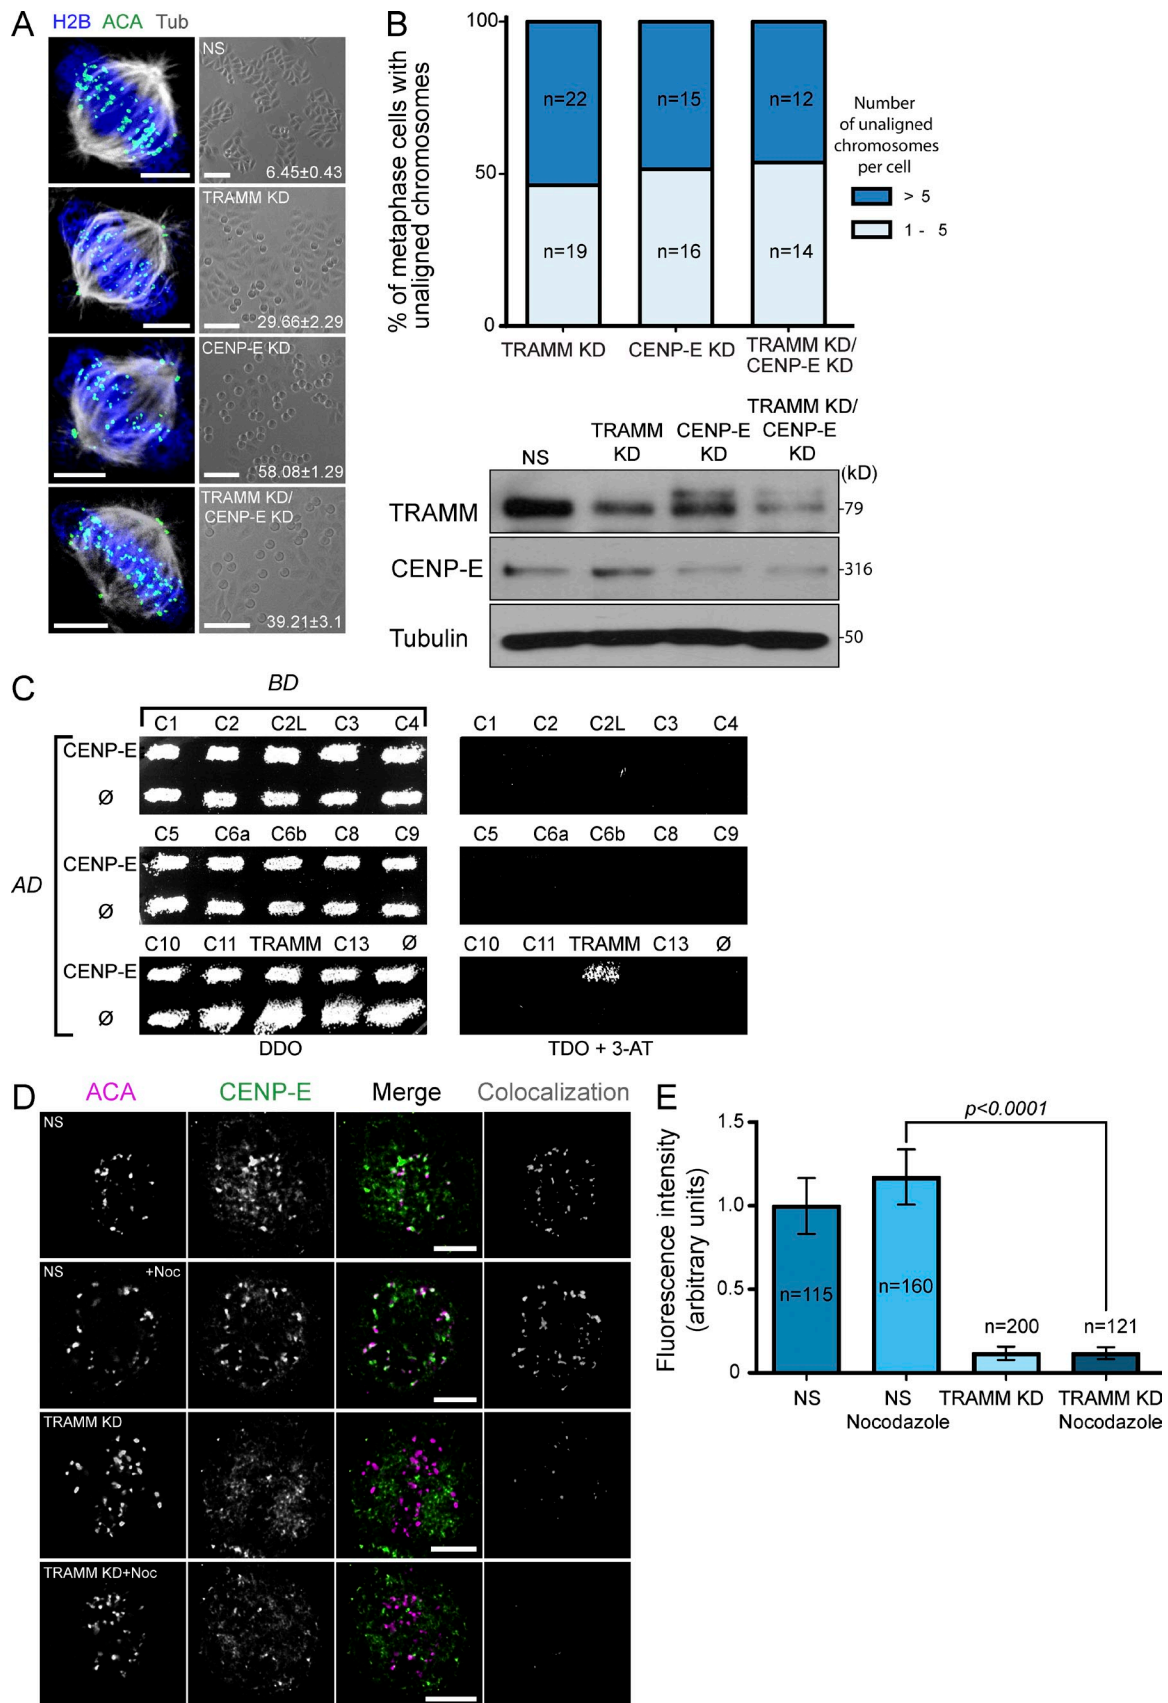 A
H2B ACA Tub
NS
6.45±0.43
TRAMM KD
29.66±2.29
CENP-E KD
58.08±1.29
TRAMM KD/
CENP-E KD
39.21±3.1
B
% of metaphase cells with
unaligned chromosomes
100
50
0
n=22
n=15
n=12
n=19
n=16
n=14
TRAMM KD
CENP-E KD
TRAMM KD/
CENP-E KD
Number
of unaligned
chromosomes
per cell
> 5
1 - 5
NS
TRAMM
KD
CENP-E
KD
TRAMM KD/
CENP-E
KD
(kD)
TRAMM
-79
CENP-E
-316
Tubulin
-50
C
BD
AD
C1 C2 C2L C3 C4
C1 C2 C2L C3 C4
CENP-E
Ø
C5 C6a C6b C8 C9
C5 C6a C6b C8 C9
CENP-E
Ø
C10 C11 TRAMM C13 Ø
C10 C11 TRAMM C13 Ø
CENP-E
Ø
DDO
TDO + 3-AT
D
ACA CENP-E Merge Colocalization
NS
NS +Noc
TRAMM KD
TRAMM KD+Noc
E
Fluorescence intensity
(arbitrary units)
1.5
1.0
0.5
0
p<0.0001
n=115
n=160
n=200
n=121
NS
NS
Nocodazole
TRAMM KD
TRAMM KD
Nocodazole